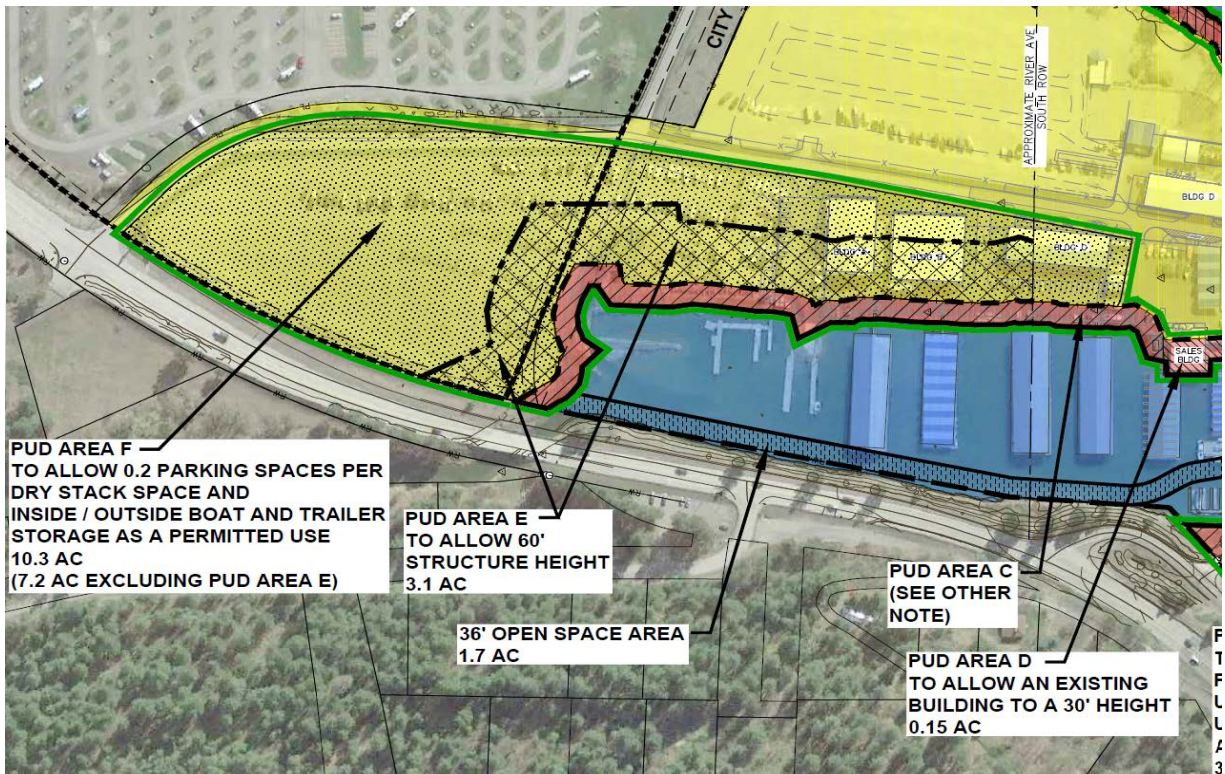 CITY
APPROXIMATE RIVER AVE
SOUTH ROW
BLDG D
BLDG D
SALES
BLDG
PUD AREA F
TO ALLOW 0.2 PARKING SPACES PER
DRY STACK SPACE AND
INSIDE / OUTSIDE BOAT AND TRAILER
STORAGE AS A PERMITTED USE
10.3 AC
(7.2 AC EXCLUDING PUD AREA E)
PUD AREA E
TO ALLOW 60'
STRUCTURE HEIGHT
3.1 AC
36' OPEN SPACE AREA
1.7 AC
PUD AREA C
(SEE OTHER
NOTE)
PUD AREA D
TO ALLOW AN EXISTING
BUILDING TO A 30' HEIGHT
0.15 AC